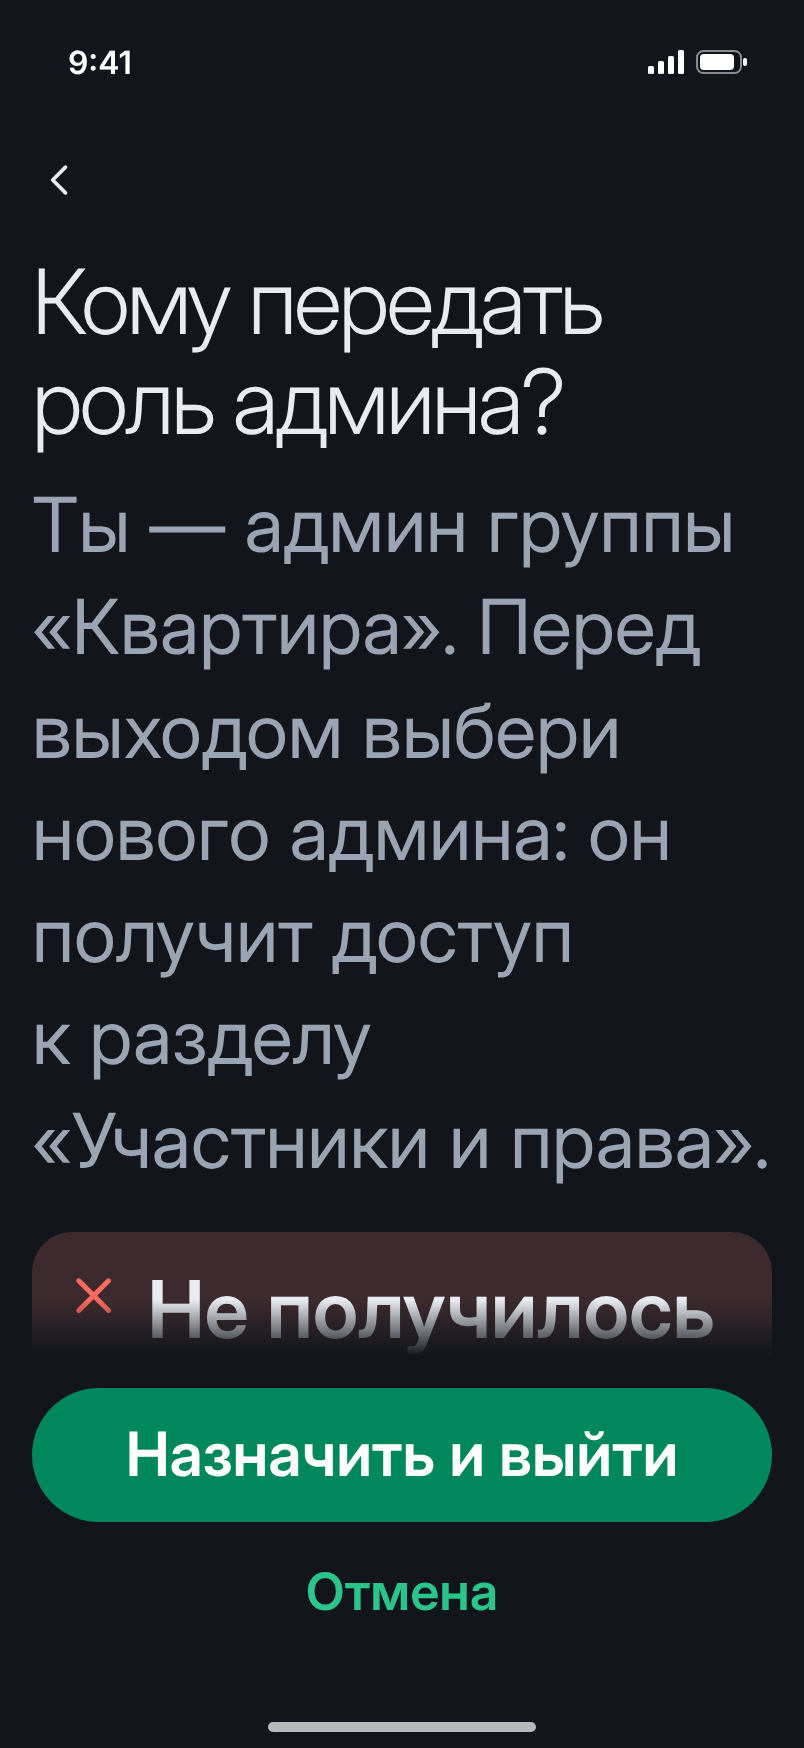 9:41
Кому передать
роль админа?
Ты — админ группы
«Квартира». Перед
выходом выбери
нового админа: он
получит доступ
к разделу
«Участники и права».
Не получилось
Назначить и выйти
Отмена